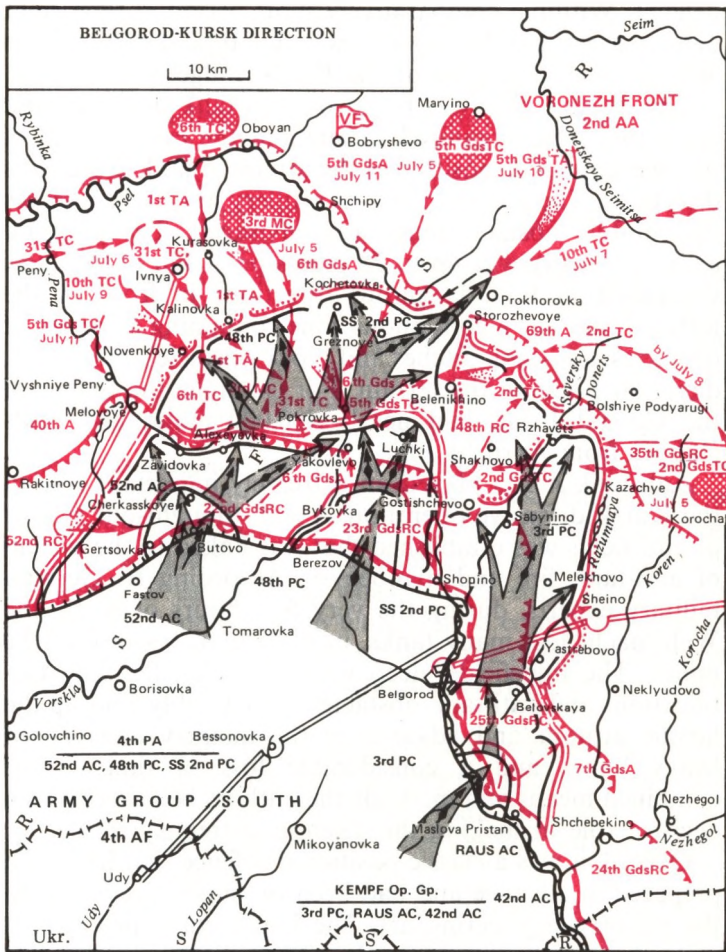 BELGOROD-KURSK DIRECTION
10 km
Seim
R
VORONEZH FRONT
2nd AA
Rybinka
6th TC
Oboyan
VF
Bobryshevo
Maryino
5th GdsTC
5th GdsA
July 11
July 5
5th Gds TA
July 10
Donetskaya Seimitsa
Psel
1st TA
Shchipy
3rd MC
July 5
31st TC
July 6
31st TC
Kurasovka
6th GdsA
S
10th TC
July 7
Peny
Pena
Ivnya
Kochetovka
10th TC
July 9
1st TA
Prokhorovka
Kalinovka
SS 2nd PC
Storozhevoye
5th Gds TC
July 11
48th PC
Greznoye
69th A
2nd TC
Novenkoye
1st TA
by July 8
Seversky
Donets
3rd MC
6th Gds A
Vyshniye Peny
6th TC
31st TC
5th GdsTC
Belenikhino
2nd TC
Bolshiye Podyarugi
Melovoye
Pokrovka
48th RC
Rzhavets
40th A
Alexeyevka
Luchki
35th GdsRC
Zavidovka
F
Yakovlevo
Shakhovo
2nd GdsTC
Rakitnoye
52nd AC
6th GdsA
2nd GdsTC
Kazachye
Cherkasskoye
22nd GdsRC
Bykovka
Gostishchevo
Sabynino
July 5
Korocha
52nd RC
23rd GdsRC
3rd PC
Razumnaya
Gertsovka
Butovo
Berezov
Koren
48th PC
Shopino
Melekhovo
Fastov
SS 2nd PC
Sheino
52nd AC
Korocha
S
Tomarovka
Yastrebovo
Vorskla
Borisovka
Belgorod
Neklyudovo
Belovskaya
Golovchino
Bessonovka
25th GdsRC
4th PA
52nd AC, 48th PC, SS 2nd PC
3rd PC
7th GdsA
ARMY GROUP SOUTH
Nezhegol
R
4th AF
Maslova Pristan
Shchebekino
Mikoyanovka
RAUS AC
Nezhegol
Udy
24th GdsRC
KEMPF Op. Gp.
42nd AC
3rd PC, RAUS AC, 42nd AC
Udy
Lopan
Ukr.
S
I
S
R